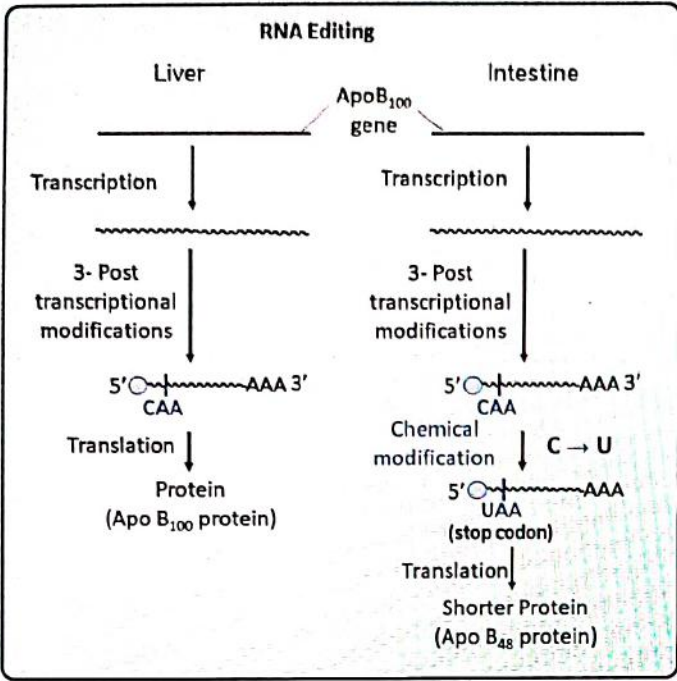 RNA Editing
Liver
Intestine
ApoB₁₀₀
gene
Transcription
Transcription
3- Post
transcriptional
modifications
3- Post
transcriptional
modifications
5′ AAA 3′
CAA
5′ AAA 3′
CAA
Translation
Protein
(Apo B₁₀₀ protein)
Chemical
modification
C → U
5′ AAA
UAA
(stop codon)
Translation
Shorter Protein
(Apo B₄₈ protein)